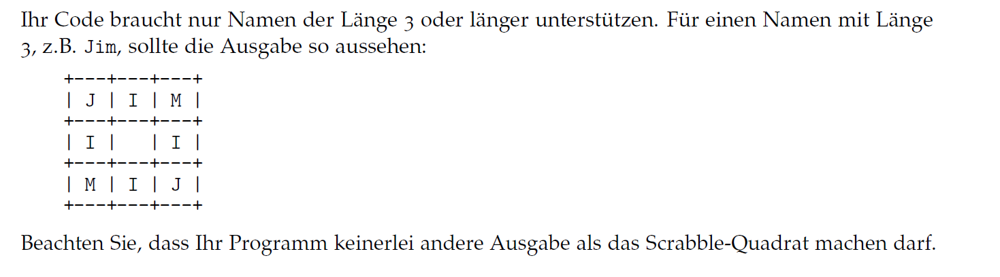 Ihr Code braucht nur Namen der Länge 3 oder länger unterstützen. Für einen Namen mit Länge
3, z.B. Jim, sollte die Ausgabe so aussehen:
+---+---+---+
| J | I | M |
+---+---+---+
| I |   | I |
+---+---+---+
| M | I | J |
+---+---+---+
Beachten Sie, dass Ihr Programm keinerlei andere Ausgabe als das Scrabble-Quadrat machen darf.